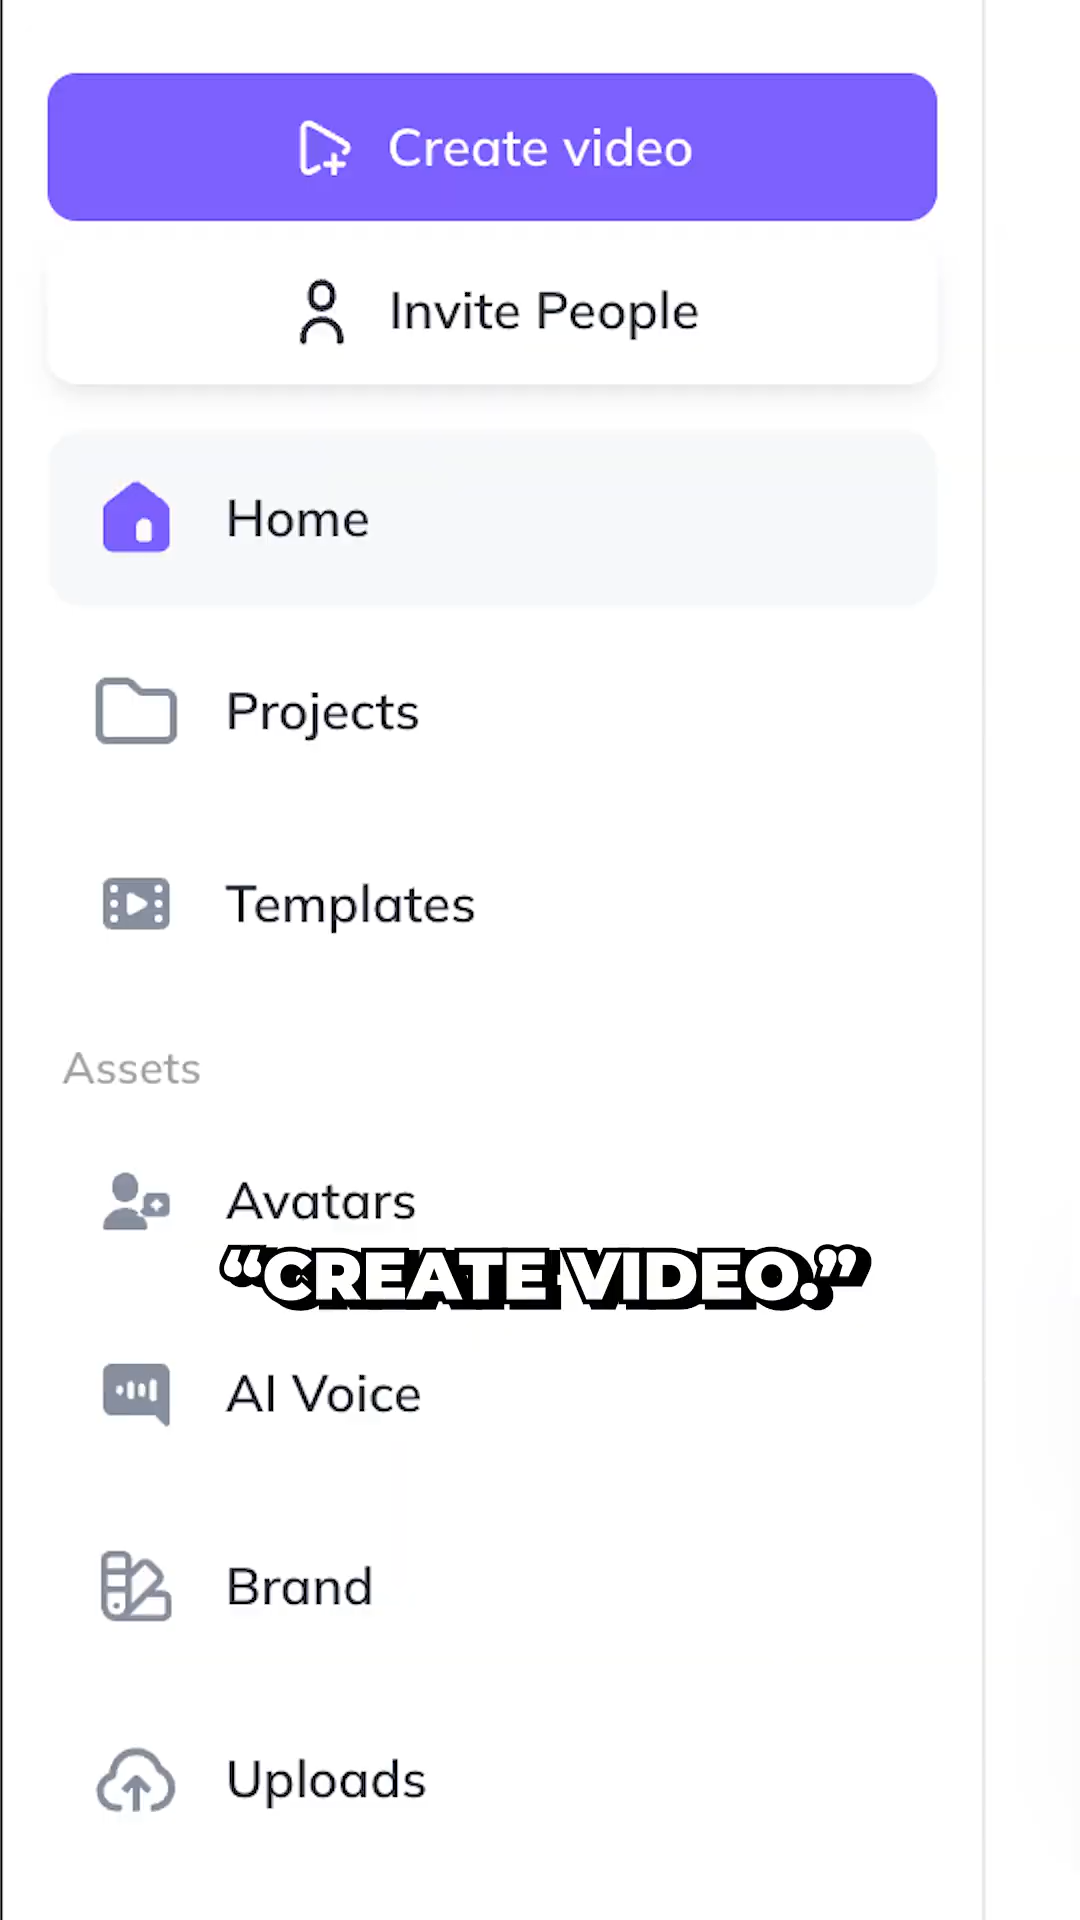 Create video
Invite People
Home
Projects
Templates
Assets
Avatars
“CREATE VIDEO.”
AI Voice
Brand
Uploads